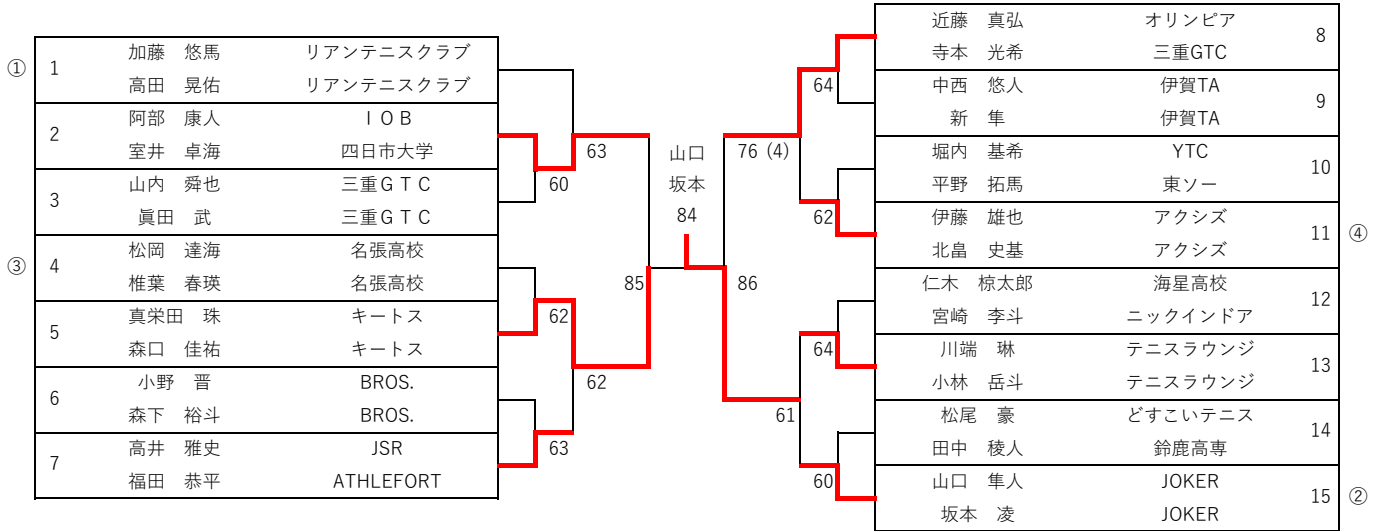 ① 1 加藤 悠馬 リアンテニスクラブ
高田 晃佑 リアンテニスクラブ
2 阿部 康人 ＩＯＢ
室井 卓海 四日市大学
3 山内 舜也 三重ＧＴＣ
眞田 武 三重ＧＴＣ
③ 4 松岡 達海 名張高校
椎葉 春瑛 名張高校
5 真栄田 珠 キートス
森口 佳祐 キートス
6 小野 晋 BROS.
森下 裕斗 BROS.
7 高井 雅史 JSR
福田 恭平 ATHLEFORT
63
60
85
62
62
63
山口
坂本
84
76 (4)
64
62
86
64
61
60
近藤 真弘 オリンピア 8
寺本 光希 三重GTC
中西 悠人 伊賀TA 9
新 隼 伊賀TA
堀内 基希 YTC 10
平野 拓馬 東ソー
伊藤 雄也 アクシズ 11 ④
北畠 史基 アクシズ
仁木 椋太郎 海星高校 12
宮崎 李斗 ニックインドア
川端 琳 テニスラウンジ 13
小林 岳斗 テニスラウンジ
松尾 豪 どすこいテニス 14
田中 稜人 鈴鹿高専
山口 隼人 JOKER 15 ②
坂本 凌 JOKER